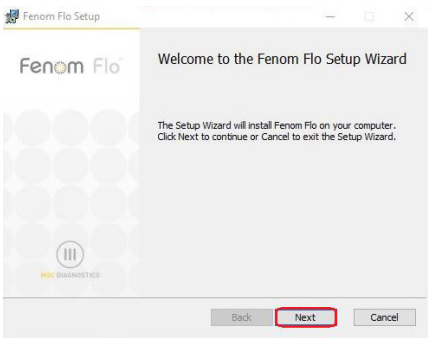 Fenom Flo Setup
Fenom Flo
Welcome to the Fenom Flo Setup Wizard
The Setup Wizard will install Fenom Flo on your computer.
Click Next to continue or Cancel to exit the Setup Wizard.
MGC DIAGNOSTICS
Back Next Cancel